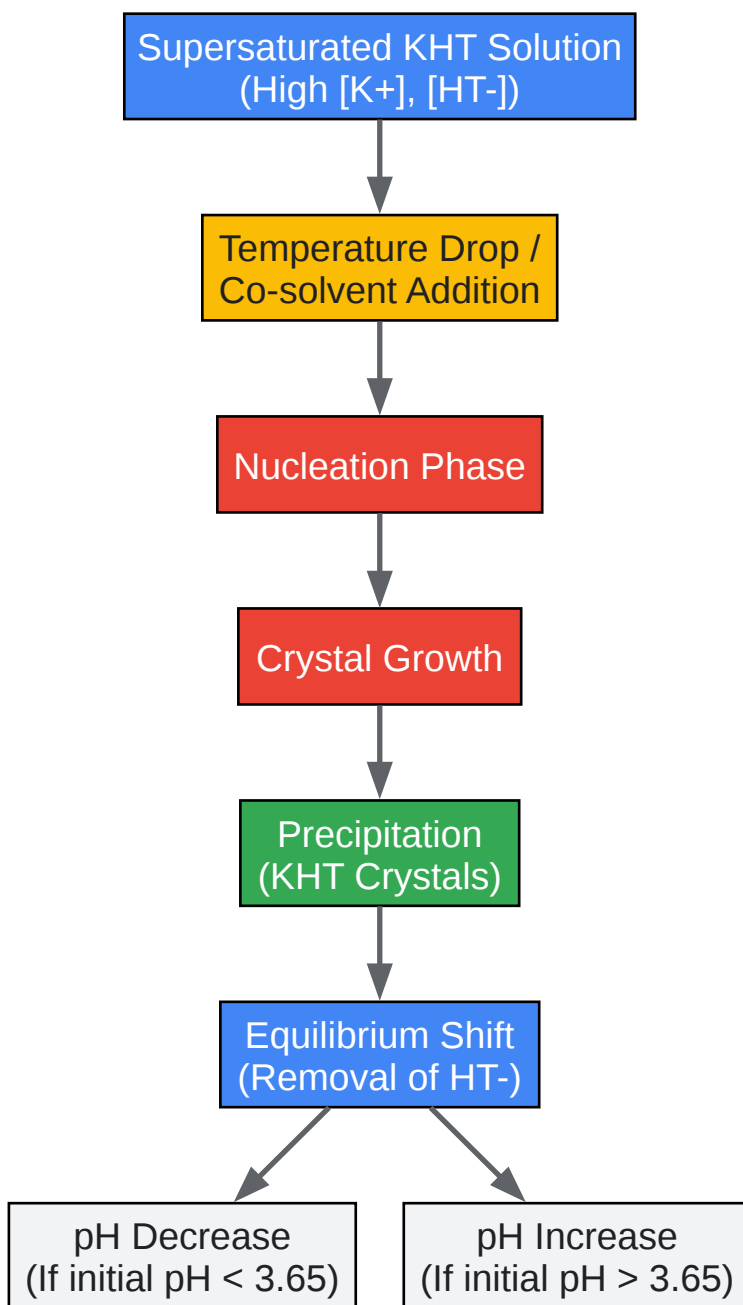 Supersaturated KHT Solution
(High [K+], [HT-])
Temperature Drop /
Co-solvent Addition
Nucleation Phase
Crystal Growth
Precipitation
(KHT Crystals)
Equilibrium Shift
(Removal of HT-)
pH Decrease
(If initial pH < 3.65)
pH Increase
(If initial pH > 3.65)